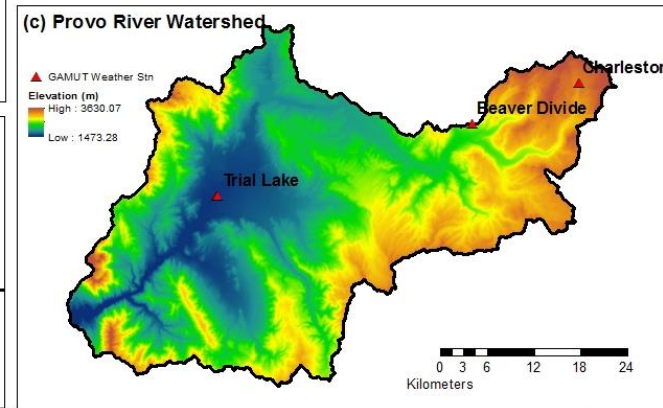 (c) Provo River Watershed
GAMUT Weather Stn
Elevation (m)
High : 3630.07
Low : 1473.28
Charleston
Beaver Divide
Trial Lake
0 3 6 12 18 24
Kilometers